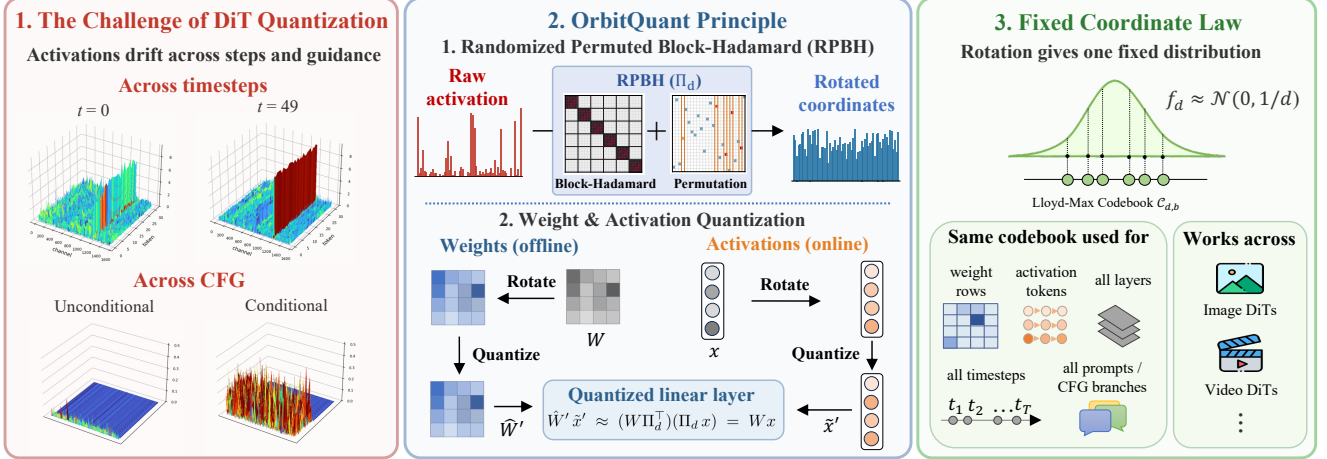 1. The Challenge of DiT Quantization
Activations drift across steps and guidance
Across timesteps
t = 0
t = 49
channel
token
channel
token
Across CFG
Unconditional
Conditional
2. OrbitQuant Principle
1. Randomized Permuted Block-Hadamard (RPBH)
Raw
activation
RPBH (Π_d)
+
Block-Hadamard
Permutation
Rotated
coordinates
2. Weight & Activation Quantization
Weights (offline)
Activations (online)
Rotate
W
x
Rotate
Quantize
Quantize
Ŵ′
Quantized linear layer
Ŵ′ x̃′ ≈ (WΠ_d^⊤)(Π_d x) = Wx
x̃′
3. Fixed Coordinate Law
Rotation gives one fixed distribution
f_d ≈ 𝒩(0, 1/d)
Lloyd-Max Codebook 𝒞_{d,b}
Same codebook used for
weight
rows
activation
tokens
all layers
all timesteps
t_1 t_2 ...t_T
all prompts /
CFG branches
Works across
Image DiTs
Video DiTs
⋮